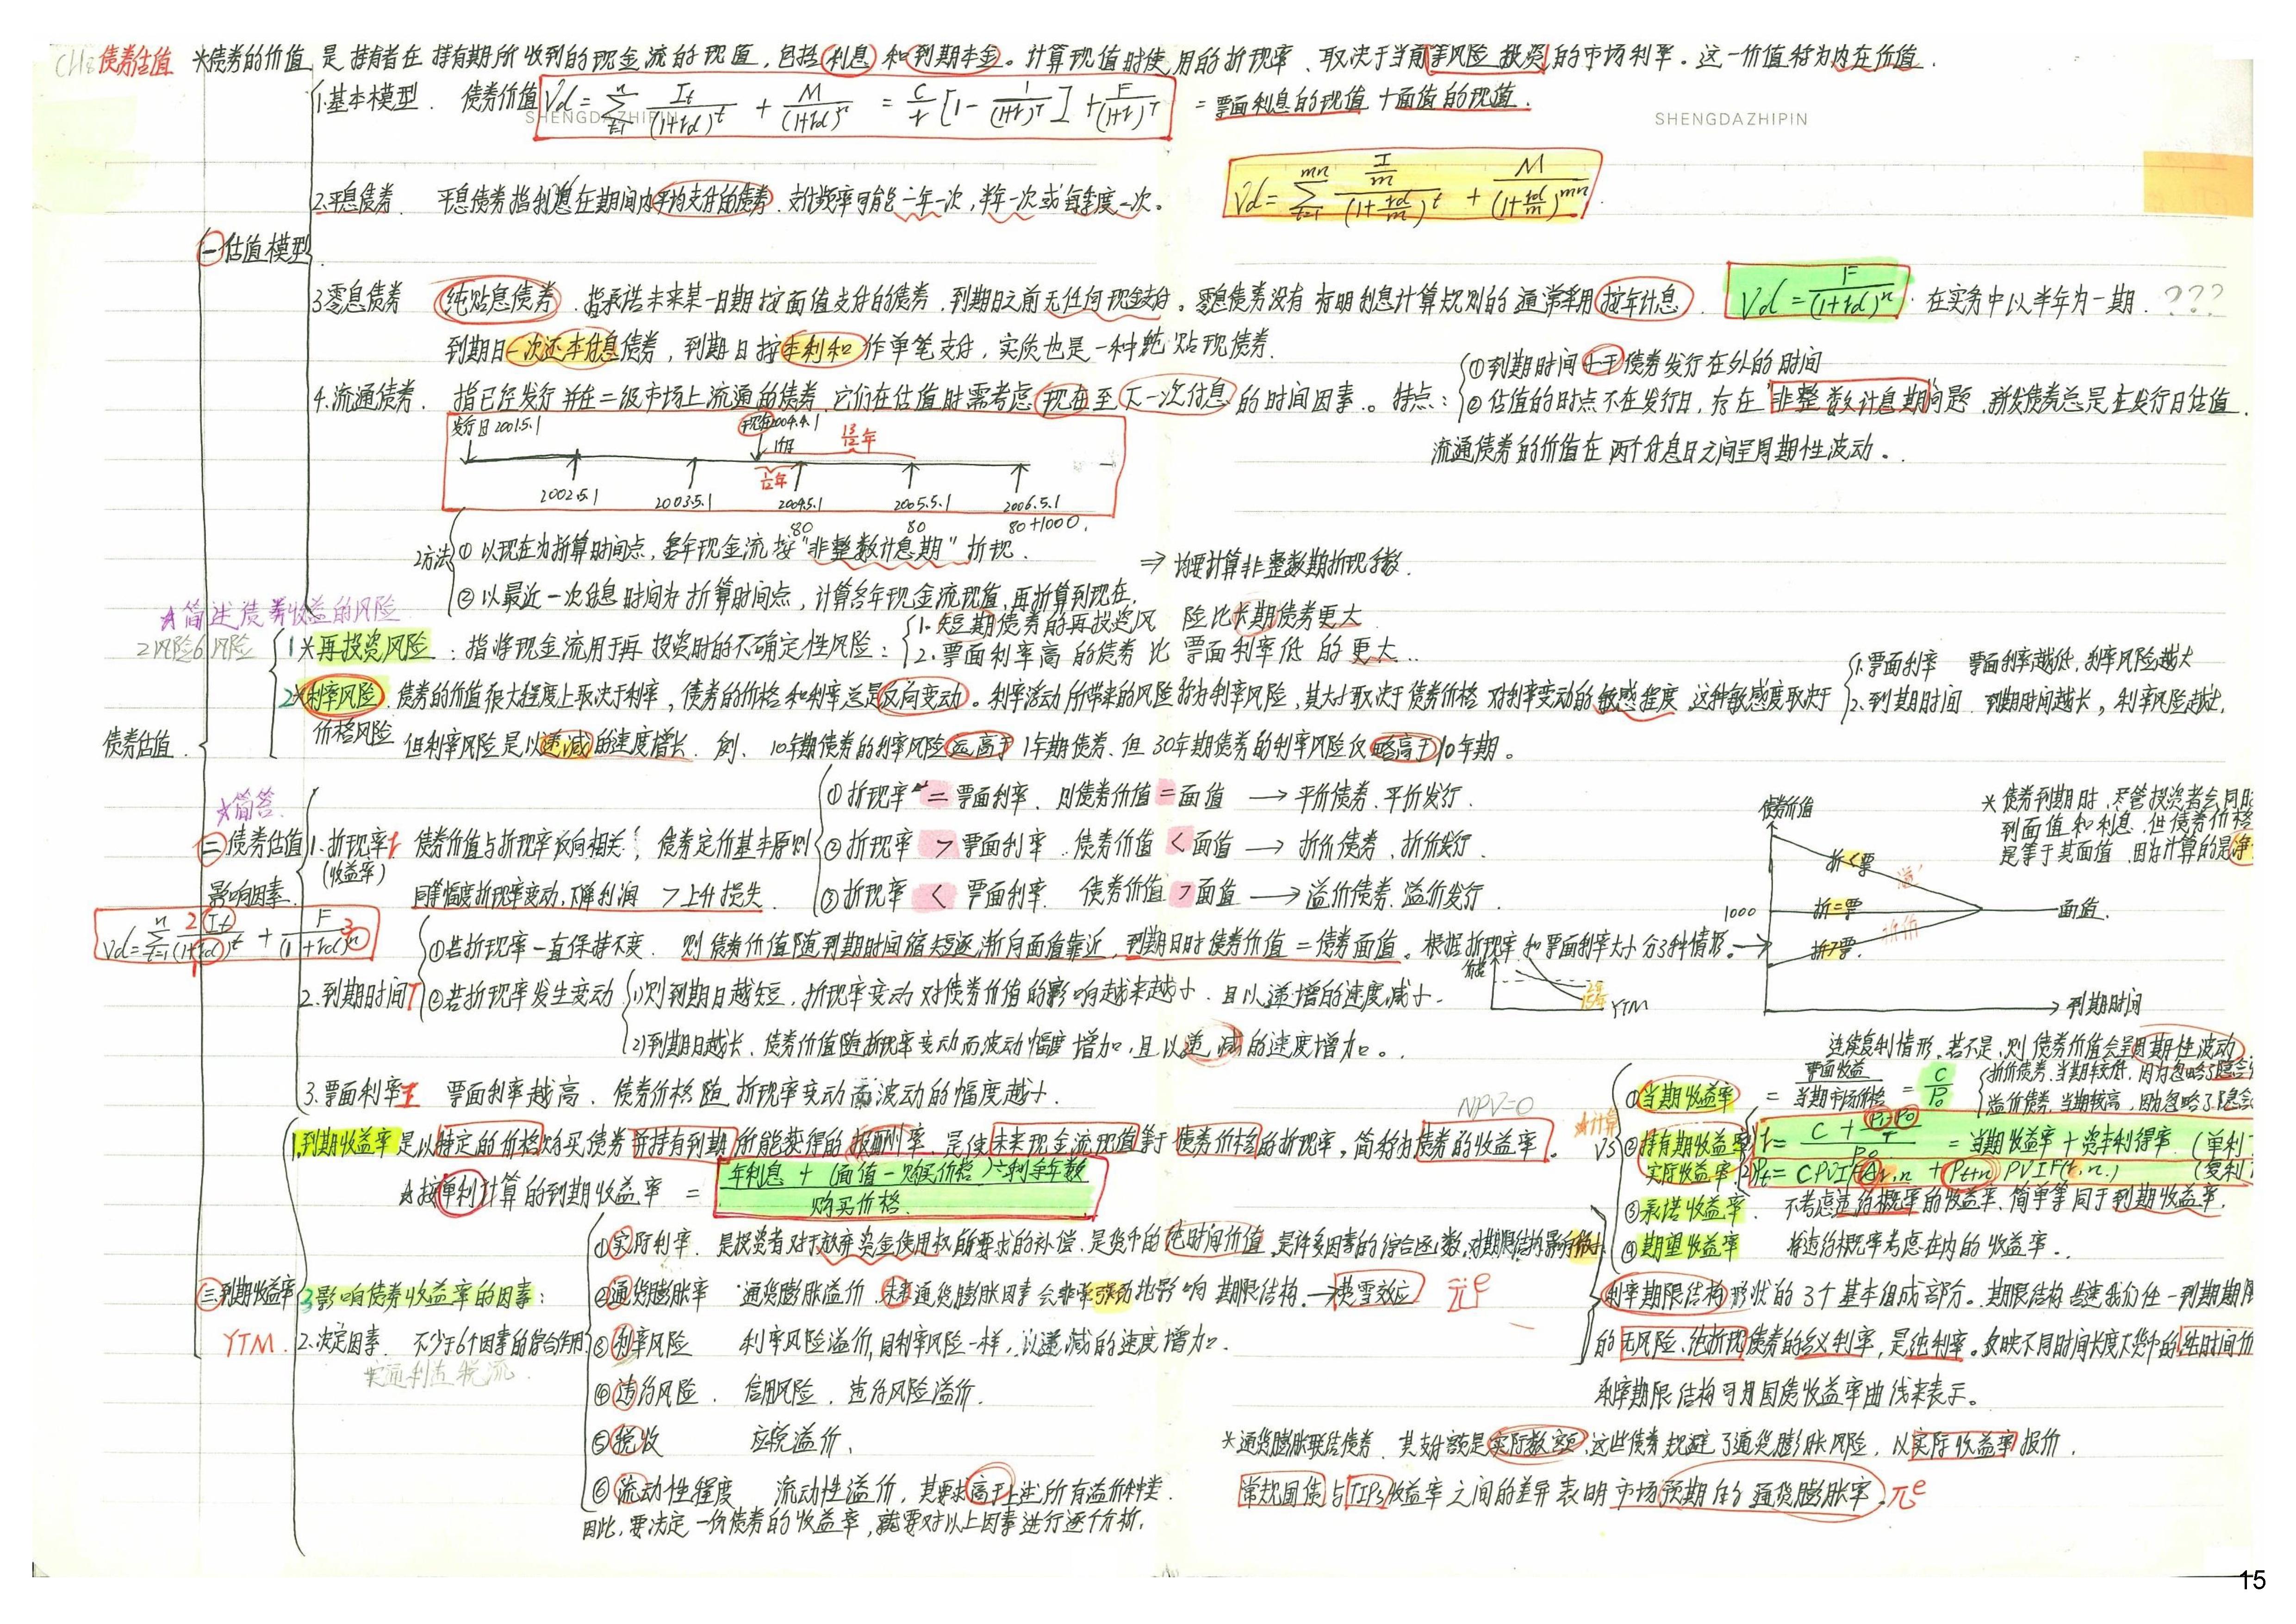 CH8 债券估值 *债券的价值 是持有者在持有期所收到的现金流的现值，包括利息和到期本金。计算现值时使用的折现率、取决于当前等风险投资的市场利率。这一价值称为内在价值.
1.基本模型. 债券价值 Vd=∑(t=1→n) It/(1+rd)^t + M/(1+rd)^n = C/r [1- 1/(1+r)^T] + F/(1+r)^T = 票面利息的现值 + 面值的现值.
SHENGDAZHIPIN
SHENGDAZHIPIN
2.平息债券. 平息债券指利息在期间内平均支付的债券. 支付频率可能一年一次，半年一次或每季度一次。 Vd=∑(t=1→mn) (I/m)/(1+rd/m)^t + M/(1+rd/m)^mn.
㊀估值模型
3零息债券 纯贴息债券. 指承诺未来某一日期按面值支付的债券. 到期日之前无任何现金支付。零息债券没有标明利息计算规则的通常采用按年计息. Vd=F/(1+rd)^n. 在实务中以半年为一期. ???
到期日一次还本付息债券，到期日按本利和作单笔支付，实质也是一种纯贴现债券.
4.流通债券. 指已经发行并在二级市场上流通的债券. 它们在估值时需考虑现在至下一次付息的时间因素。特点:
①到期时间小于债券发行在外的时间
②估值的时点不在发行日，存在"非整数计息期"问题. 新发债券总是在发行日估值.
流通债券的价值在两个付息日之间呈周期性波动。
发行日2001.5.1 现在2004.4.1 13/12年
1/12年
2002.5.1 2003.5.1 2004.5.1 2005.5.1 2006.5.1
80 80 80+1000.
2方法 ①以现在为折算时间点，各年现金流按"非整数计息期"折现.
⇒ 均要计算非整数期折现系数.
②以最近一次付息时间为折算时间点，计算各年现金流现值，再折算到现在.
☆简述债券收益的风险
2风险6风险
1*再投资风险：指将现金流用于再投资时的不确定性风险：
1.短期债券的再投资风险比长期债券更大
2.票面利率高的债券比票面利率低的更大..
2*利率风险. 债券的价值很大程度上取决于利率，债券的价格和利率总是反向变动。利率活动所带来的风险称为利率风险，其大小取决于债券价格对利率变动的敏感程度. 这种敏感度取决于
1.票面利率 票面利率越低，利率风险越大
2.到期时间. 到期时间越长，利率风险越大.
价格风险 但利率风险是以递减的速度增长. 例. 10年期债券的利率风险远高于1年期债券. 但30年期债券的利率风险仅略高于10年期。
债券估值.
☆简答.
㊁债券估值影响因素.
1.折现率r (收益率) 债券价值与折现率反向相关；债券定价基本原则
①折现率 = 票面利率. 则债券价值 = 面值 → 平价债券. 平价发行.
②折现率 > 票面利率. 债券价值 < 面值 → 折价债券. 折价发行.
③折现率 < 票面利率. 债券价值 > 面值 → 溢价债券. 溢价发行.
同等幅度折现率变动，下降利润 > 上升损失.
Vd=∑(t=1→n) It/(1+rd)^t + F/(1+rd)^n 2 1 3
债券价值
折<票 溢价
1000 折=票 面值.
折>票. 折价
到期时间
*债券到期时，尽管投资者会同时
到面值和利息，但债券价格
是等于其面值，因为计算的是净
2.到期时间T
①若折现率一直保持不变. 则债券价值随到期时间缩短逐渐向面值靠近，到期日时债券价值=债券面值。根据折现率和票面利率大小分3种情形.→
②若折现率发生变动 (1)则到期日越短，折现率变动对债券价值的影响越来越小，且以递增的速度减小.
(2)到期日越长、债券价值随折现率变动而波动幅度增加，且以递减的速度增加。
价格 YTM
连续复利情形，若不是，则债券价值会呈周期性波动.
3.票面利率I 票面利率越高. 债券价格随折现率变动而波动的幅度越小.
1.到期收益率是以特定的价格购买债券并持有到期所能获得的报酬率. 是使未来现金流现值等于债券价格的折现率，简称为债券的收益率. NPV=0
☆按单利计算的到期收益率 = 年利息+(面值-购买价格)÷剩余年数 / 购买价格.
☆计算 VS
①当期收益率 = 票面收益/当期市场价格 = C/P0
折价债券. 当期较低. 因为忽略了隐含
溢价债券. 当期较高，因为忽略了隐含
②持有期收益率 实际收益率
r= (C+(P1-P0)/T)/P0 = 当期收益率+资本利得率. (单利
Pt=C PVIFA r,n + Pt+n PVIF(r,n.) (复利
③承诺收益率. 不考虑违约概率的收益率. 简单等同于到期收益率.
④期望收益率 将违约概率考虑在内的收益率.
㊂到期收益率 YTM.
3影响债券收益率的因素:
2.决定因素. 不少于6个因素的综合作用
实通利违税流.
①实际利率. 是投资者对于放弃资金使用权所要求的补偿. 是货币的纯时间价值. 是许多因素的综合函数，对期限结构影响很小
②通货膨胀率 通货膨胀溢价. 未来通货膨胀因素会非常强劲地影响期限结构.→费雪效应 π^e
③利率风险 利率风险溢价，同利率风险一样，以递减的速度增加.
④违约风险. 信用风险. 违约风险溢价.
⑤税收 应税溢价.
⑥流动性程度 流动性溢价，其要求高于上述所有溢价种类.
因此，要决定一份债券的收益率，就要对以上因素进行逐个分析.
利率期限结构形状的3个基本组成部分。期限结构告诉我们任一到期期限
的无风险、纯折现债券的名义利率，是纯利率。反映不同时间长度下货币的纯时间价
利率期限结构可用国债收益率曲线来表示。
*通货膨胀联结债券. 其支付额是实际数额. 这些债券规避了通货膨胀风险，以实际收益率报价.
常规国债与TIPs收益率之间的差异表明市场预期的通货膨胀率. π^e
15